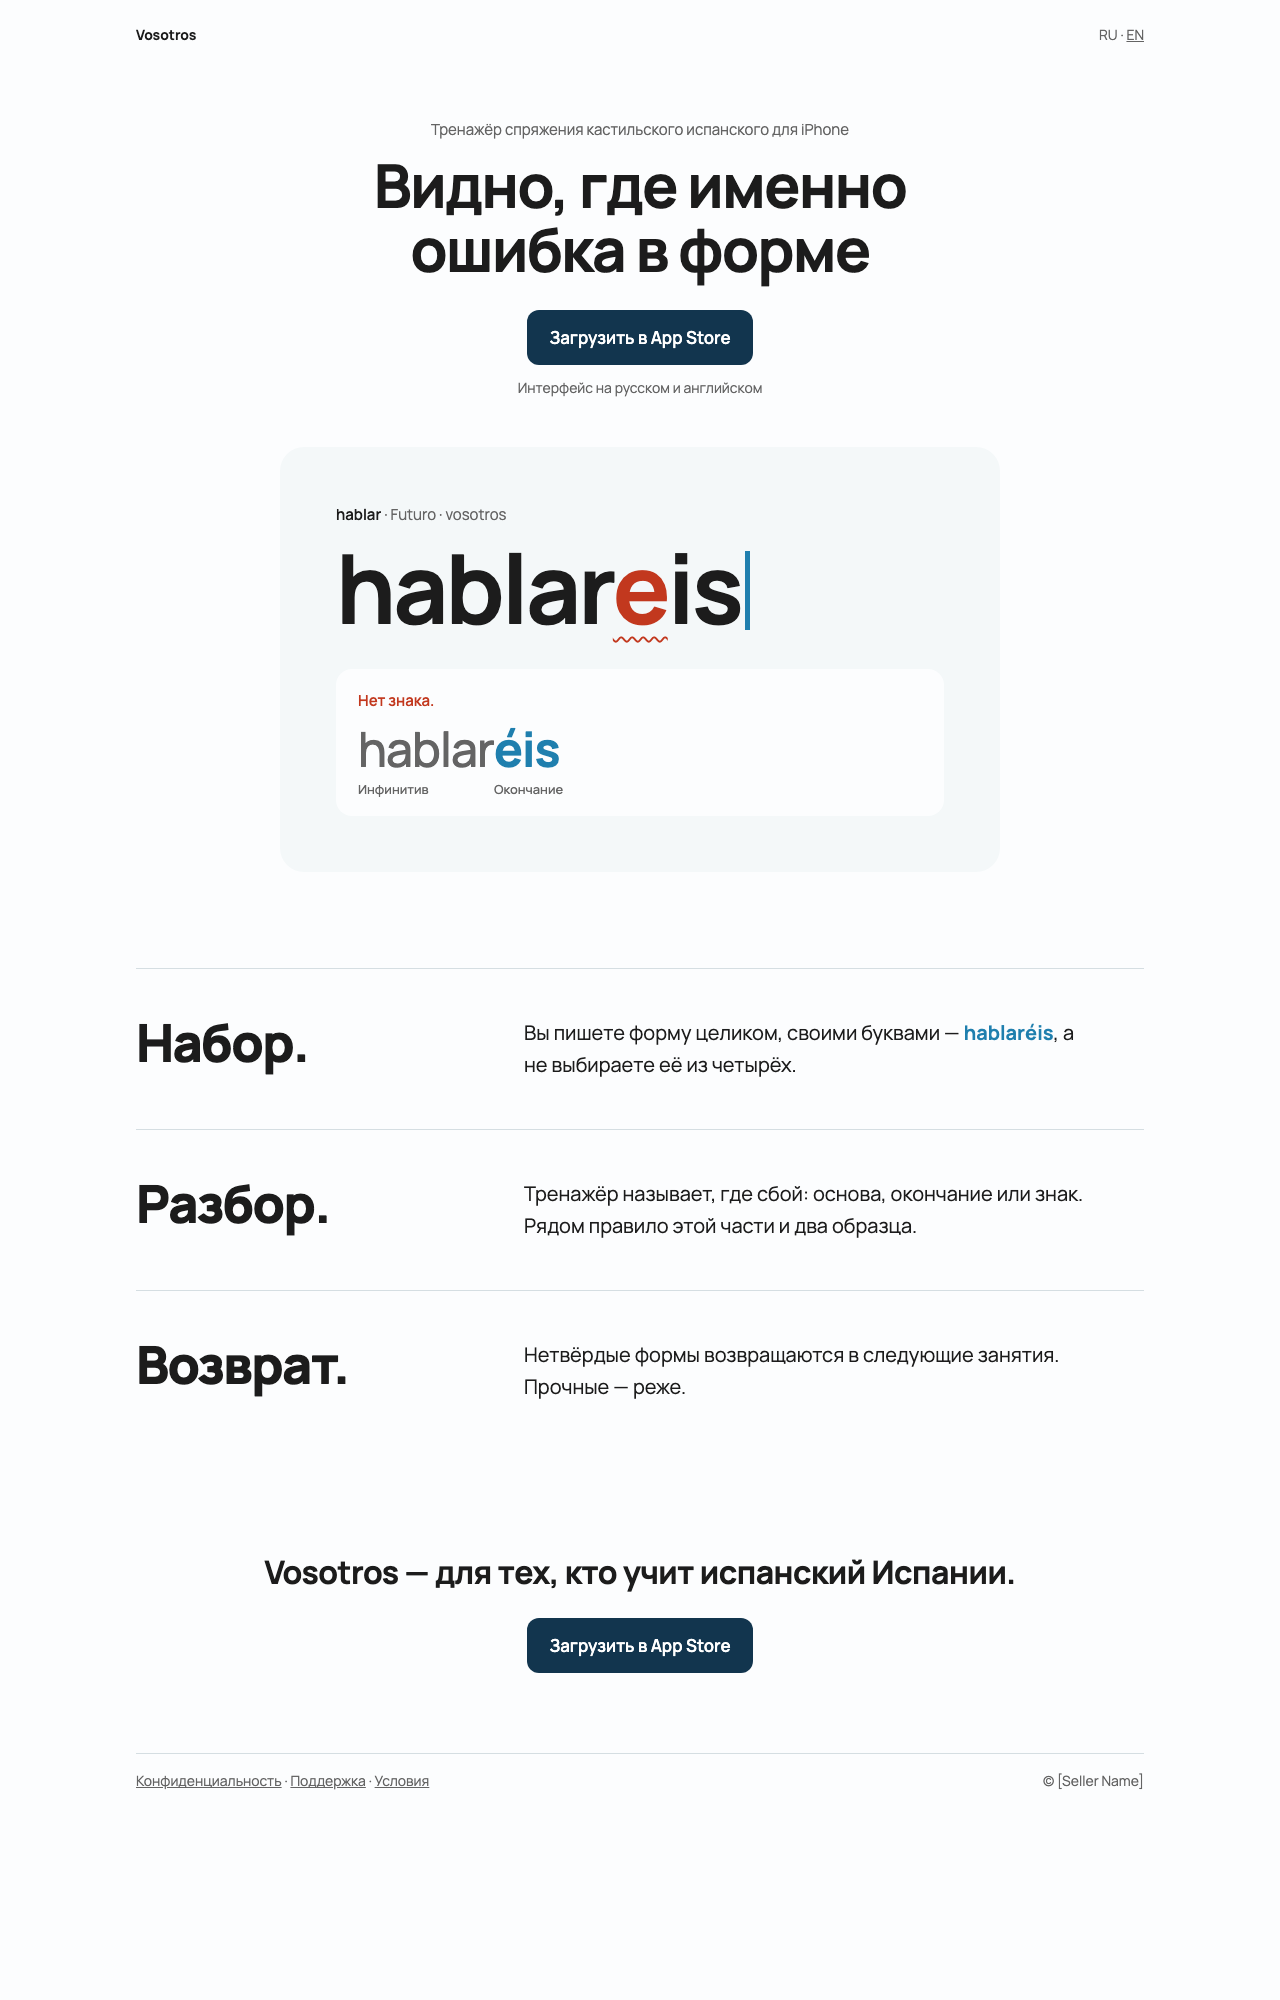 Vosotros
RU · EN
Тренажёр спряжения кастильского испанского для iPhone
Видно, где именно
ошибка в форме
Загрузить в App Store
Интерфейс на русском и английском
hablar · Futuro · vosotros
hablareis
Нет знака.
hablaréis
Инфинитив Окончание
Набор.
Вы пишете форму целиком, своими буквами — hablaréis, а
не выбираете её из четырёх.
Разбор.
Тренажёр называет, где сбой: основа, окончание или знак.
Рядом правило этой части и два образца.
Возврат.
Нетвёрдые формы возвращаются в следующие занятия.
Прочные — реже.
Vosotros — для тех, кто учит испанский Испании.
Загрузить в App Store
Конфиденциальность · Поддержка · Условия
© [Seller Name]